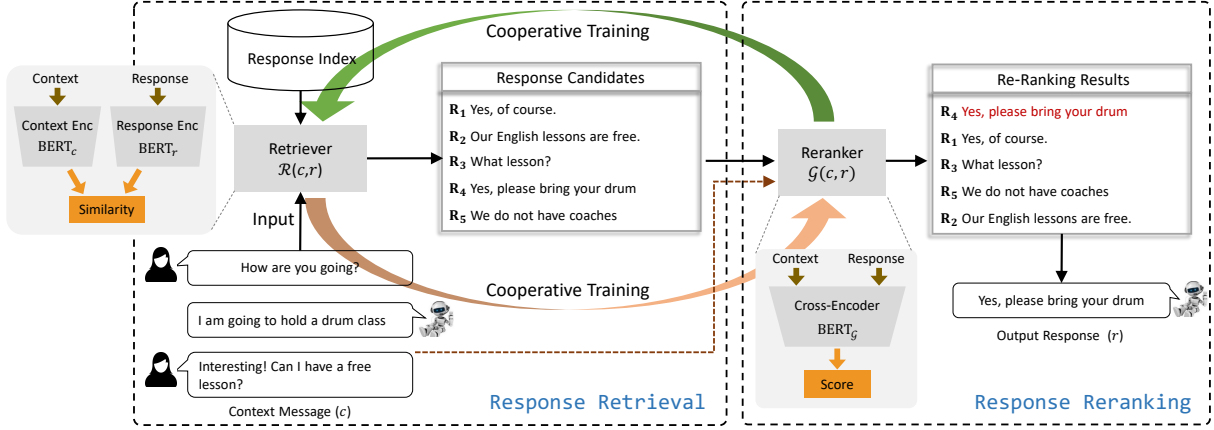 Cooperative Training
Response Index
Context
Response
Context Enc
BERT_c
Response Enc
BERT_r
Similarity
Retriever
ℛ(c,r)
Input
Response Candidates
R₁ Yes, of course.
R₂ Our English lessons are free.
R₃ What lesson?
R₄ Yes, please bring your drum
R₅ We do not have coaches
How are you going?
I am going to hold a drum class
Interesting! Can I have a free
lesson?
Context Message (c)
Cooperative Training
Response Retrieval
Reranker
𝒢(c,r)
Context
Response
Cross-Encoder
BERT_𝒢
Score
Re-Ranking Results
R₄ Yes, please bring your drum
R₁ Yes, of course.
R₃ What lesson?
R₅ We do not have coaches
R₂ Our English lessons are free.
Yes, please bring your drum
Output Response (r)
Response Reranking